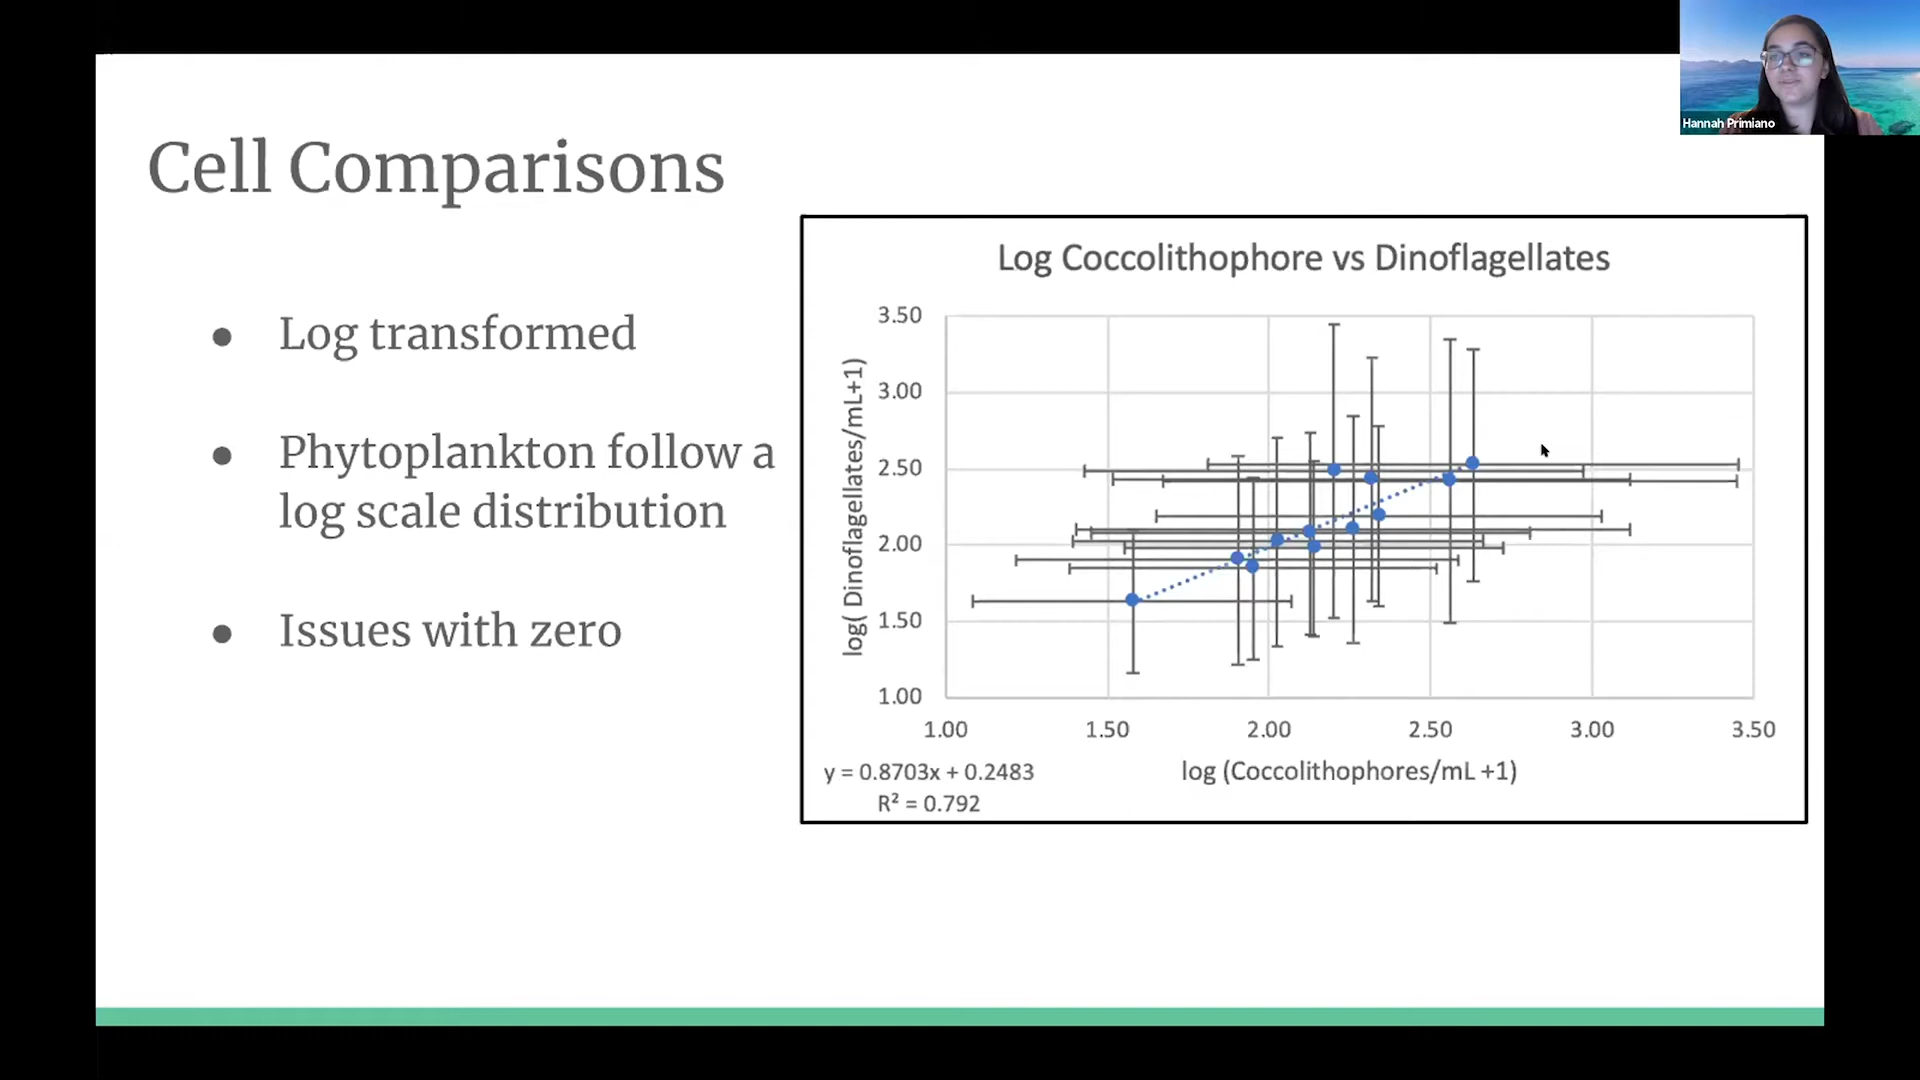 Hannah Primiano
Cell Comparisons
● Log transformed
● Phytoplankton follow a
log scale distribution
● Issues with zero
Log Coccolithophore vs Dinoflagellates
log( Dinoflagellates/mL+1)
3.50
3.00
2.50
2.00
1.50
1.00
1.00 1.50 2.00 2.50 3.00 3.50
log (Coccolithophores/mL +1)
y = 0.8703x + 0.2483
R² = 0.792